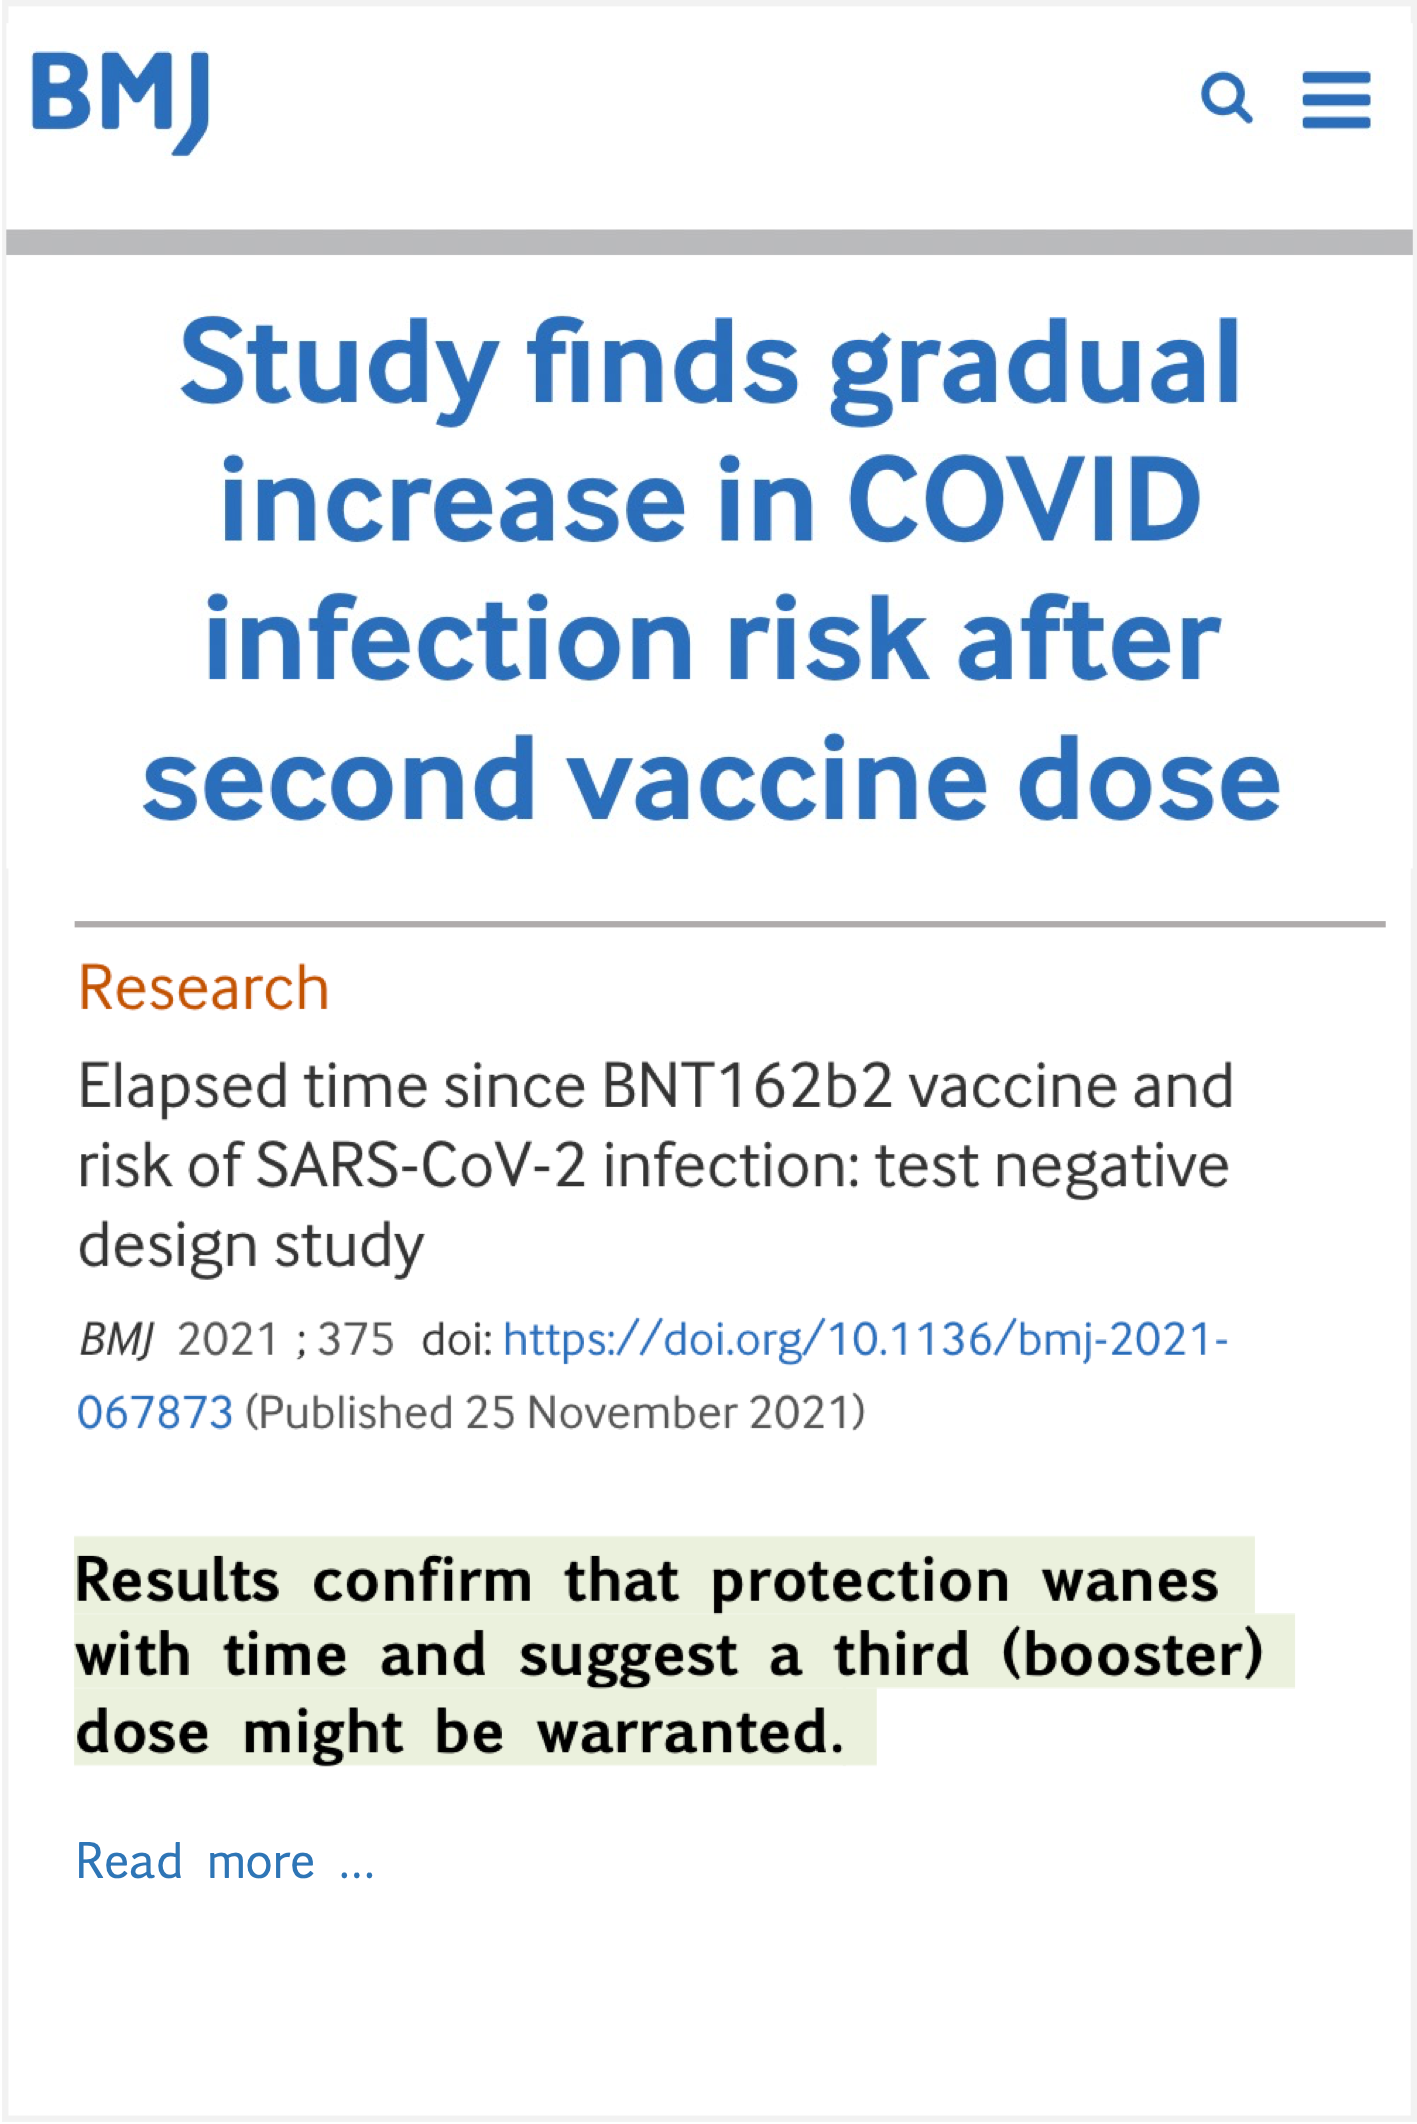 BMJ
Study finds gradual
increase in COVID
infection risk after
second vaccine dose
Research
Elapsed time since BNT162b2 vaccine and
risk of SARS-CoV-2 infection: test negative
design study
BMJ 2021 ; 375 doi: https://doi.org/10.1136/bmj-2021-
067873 (Published 25 November 2021)
Results confirm that protection wanes
with time and suggest a third (booster)
dose might be warranted.
Read more ...